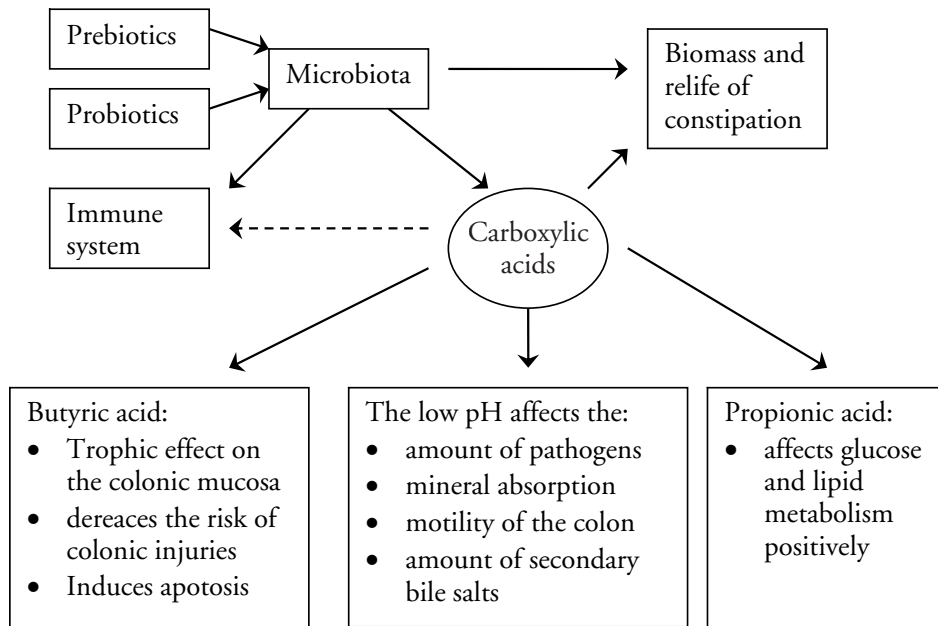 Prebiotics
Probiotics
Microbiota
Biomass and
relife of
constipation
Immune
system
Carboxylic
acids
Butyric acid:
• Trophic effect on
the colonic mucosa
• dereaces the risk of
colonic injuries
• Induces apotosis
The low pH affects the:
• amount of pathogens
• mineral absorption
• motility of the colon
• amount of secondary
bile salts
Propionic acid:
• affects glucose
and lipid
metabolism
positively